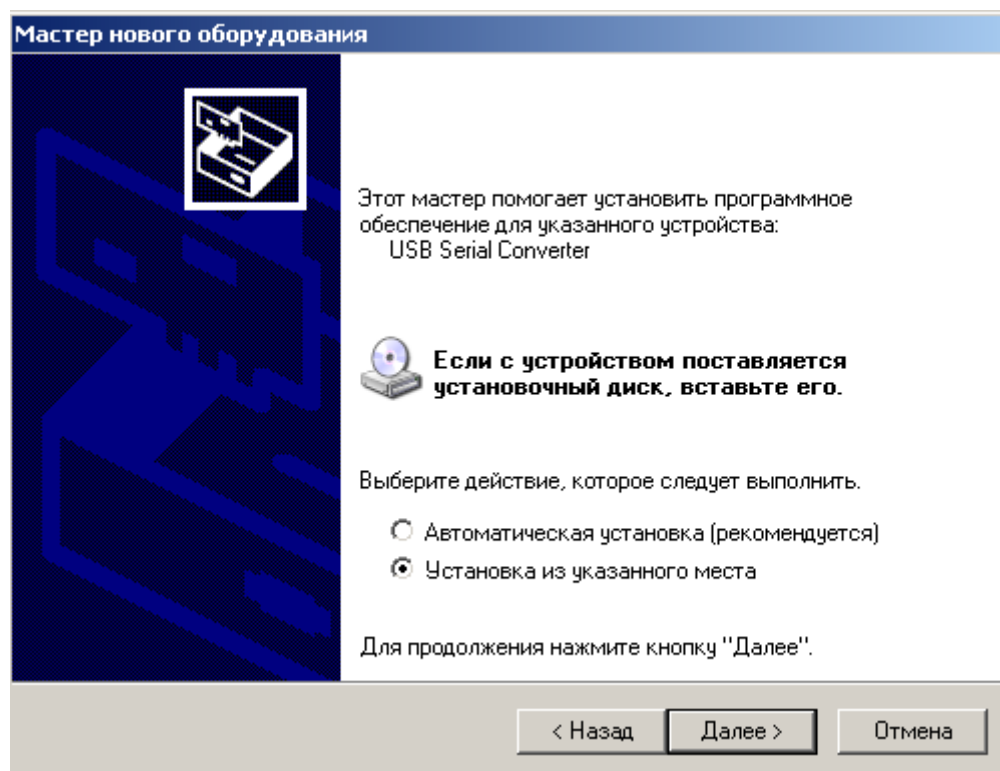 Мастер нового оборудования
Этот мастер помогает установить программное
обеспечение для указанного устройства:
USB Serial Converter
Если с устройством поставляется
установочный диск, вставьте его.
Выберите действие, которое следует выполнить.
Автоматическая установка (рекомендуется)
Установка из указанного места
Для продолжения нажмите кнопку "Далее".
< Назад
Далее >
Отмена